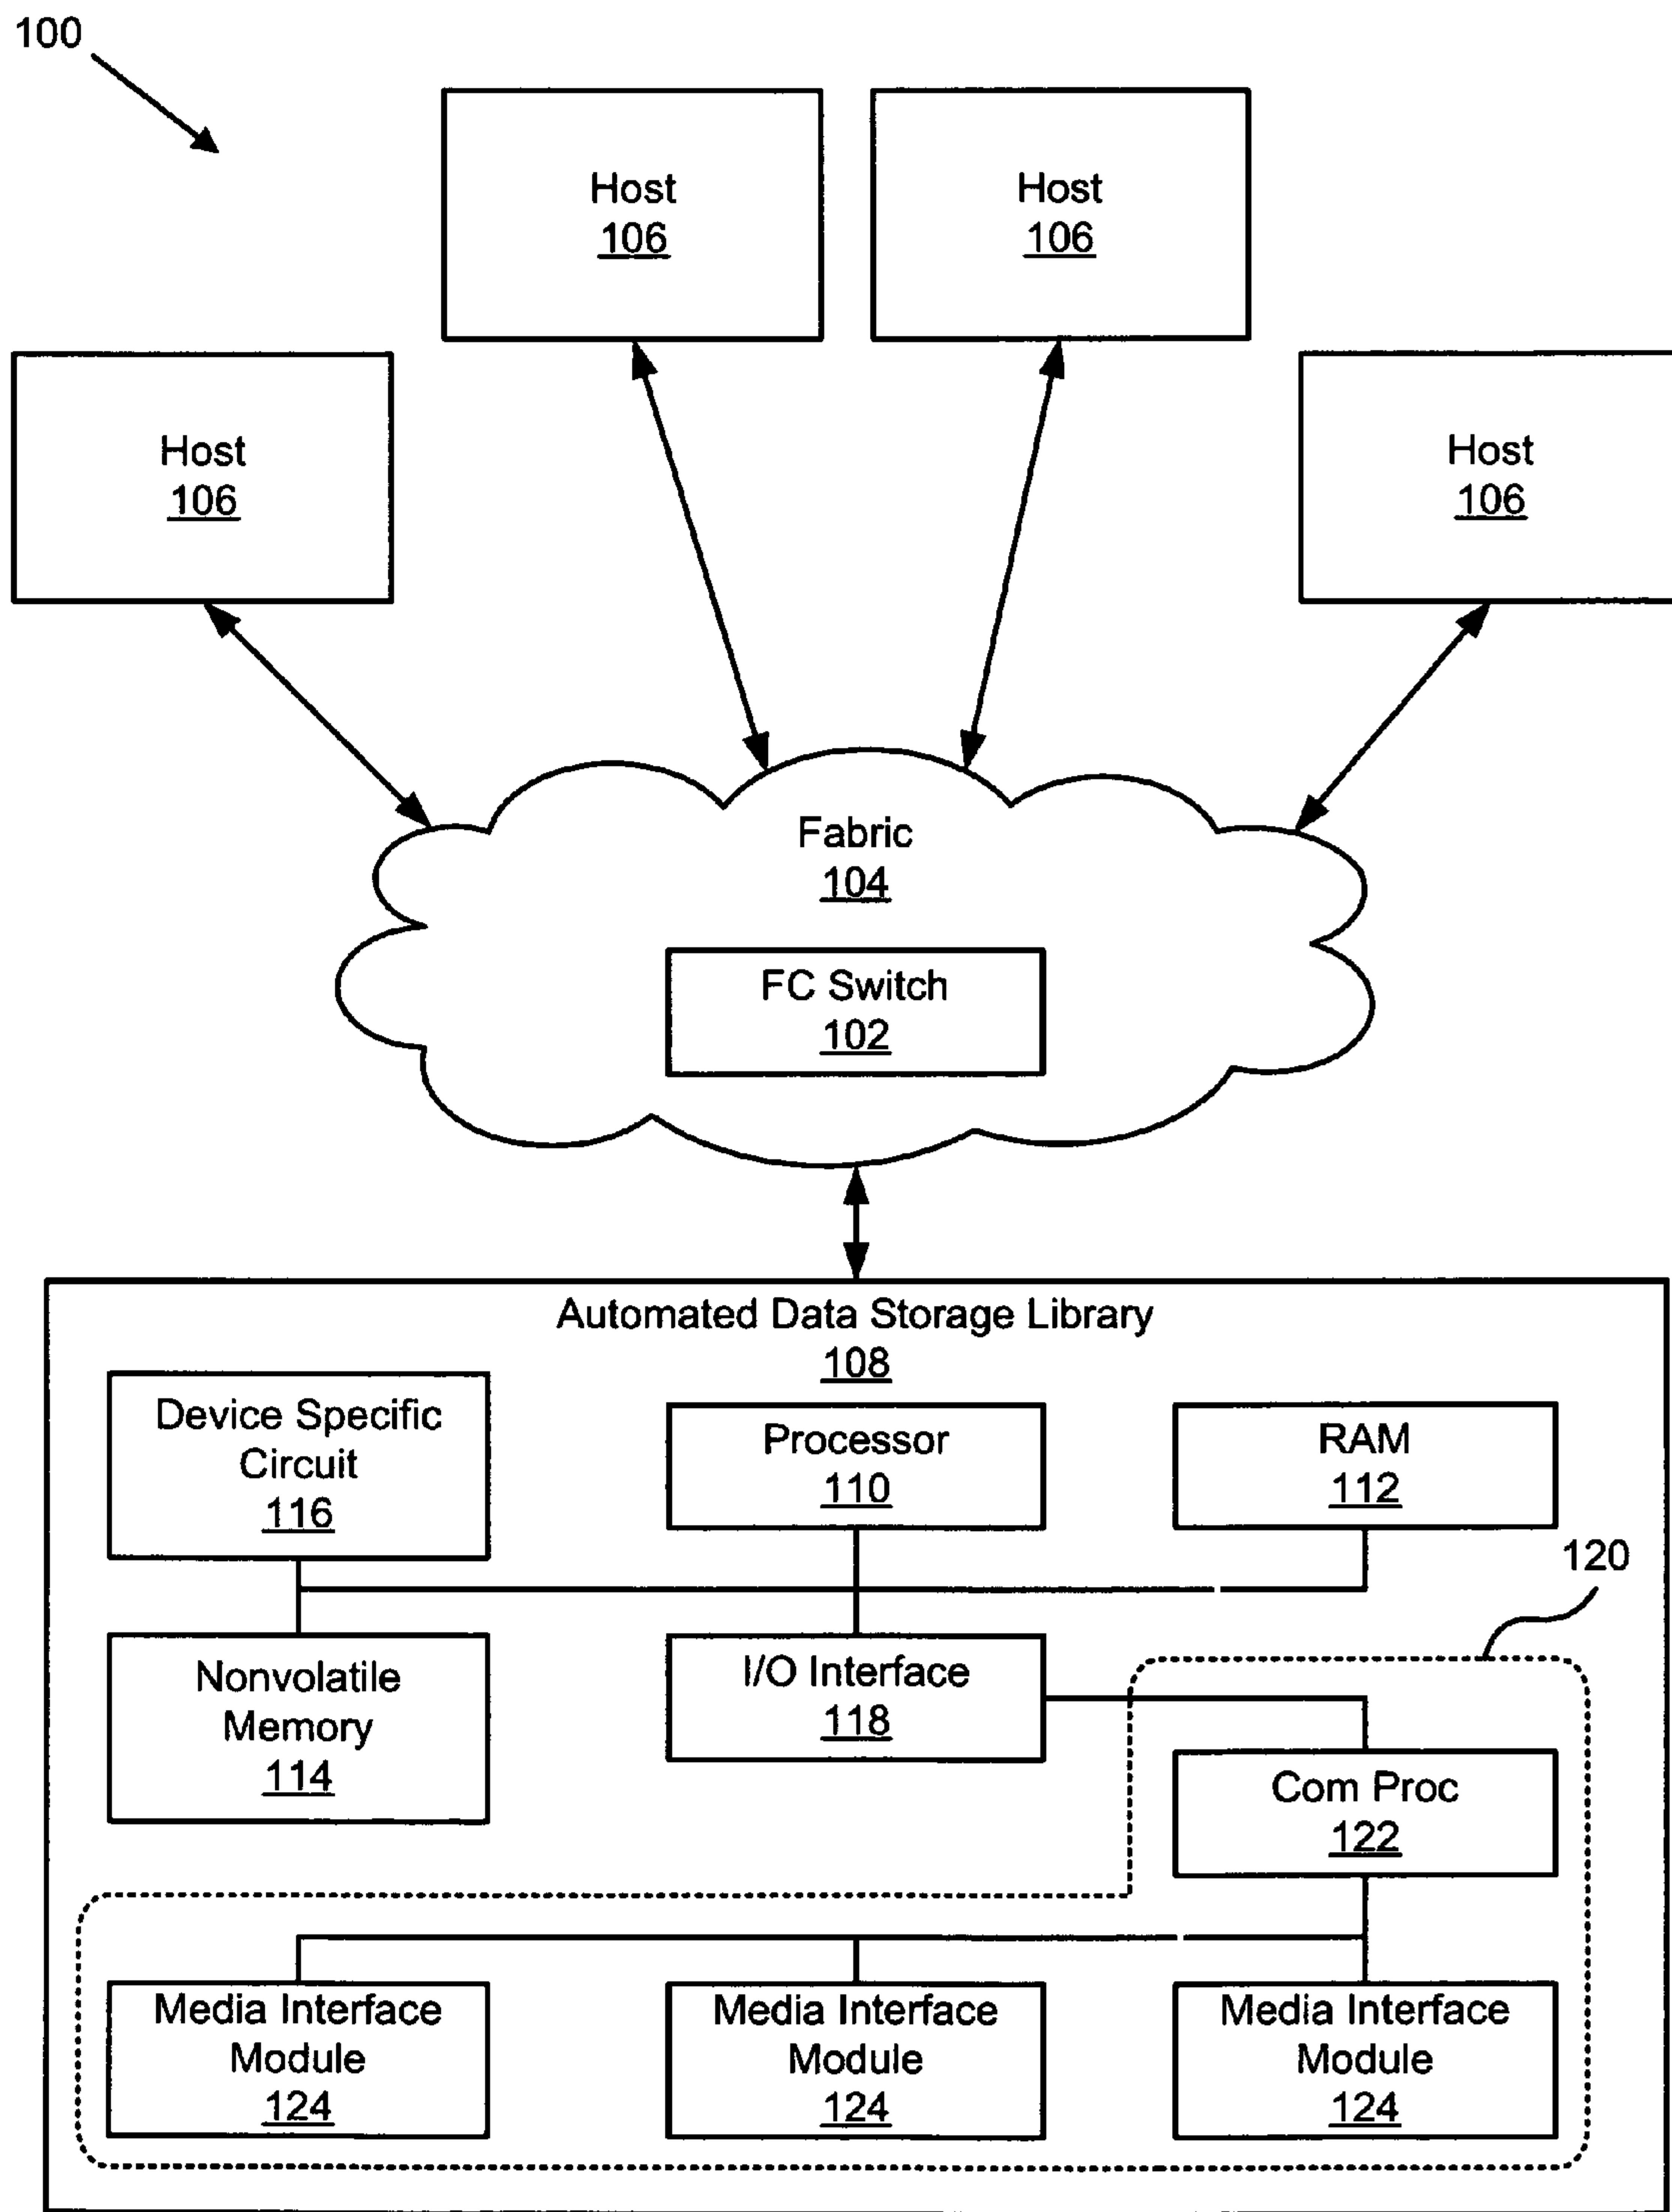 100
Host
106
Host
106
Host
106
Host
106
Fabric
104
FC Switch
102
Automated Data Storage Library
108
Device Specific
Circuit
116
Processor
110
RAM
112
120
Nonvolatile
Memory
114
I/O Interface
118
Com Proc
122
Media Interface
Module
124
Media Interface
Module
124
Media Interface
Module
124